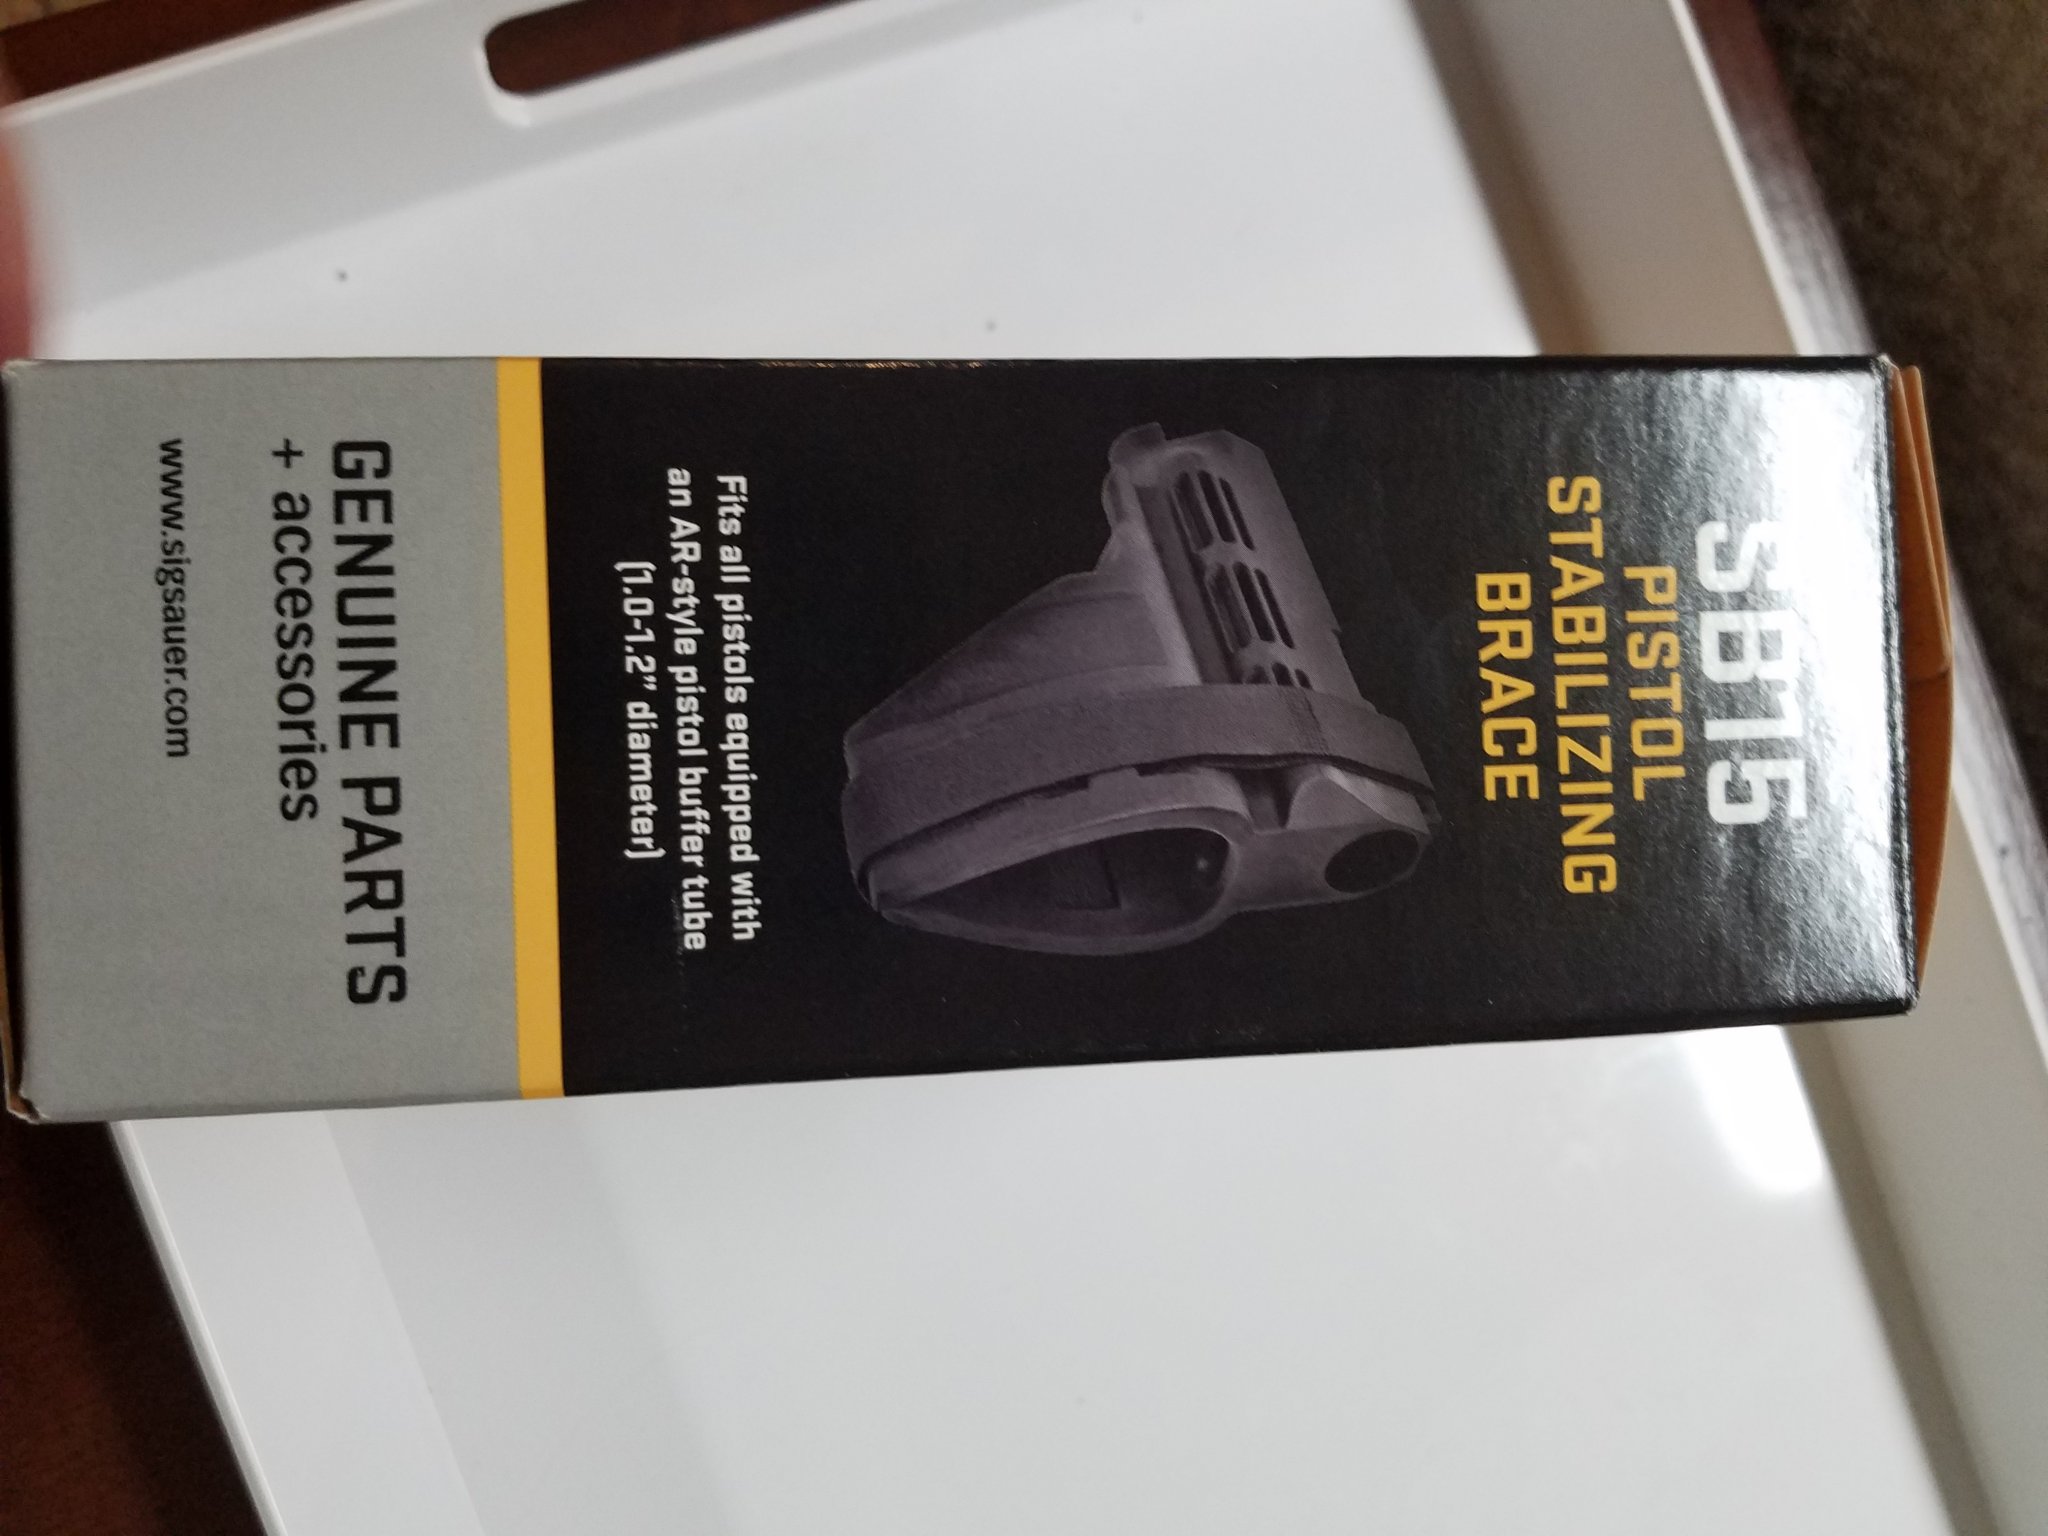 SB15
PISTOL
STABILIZING
BRACE
Fits all pistols equipped with
an AR-style pistol buffer tube
(1.0-1.2” diameter)
GENUINE PARTS
+ accessories
www.sigsauer.com